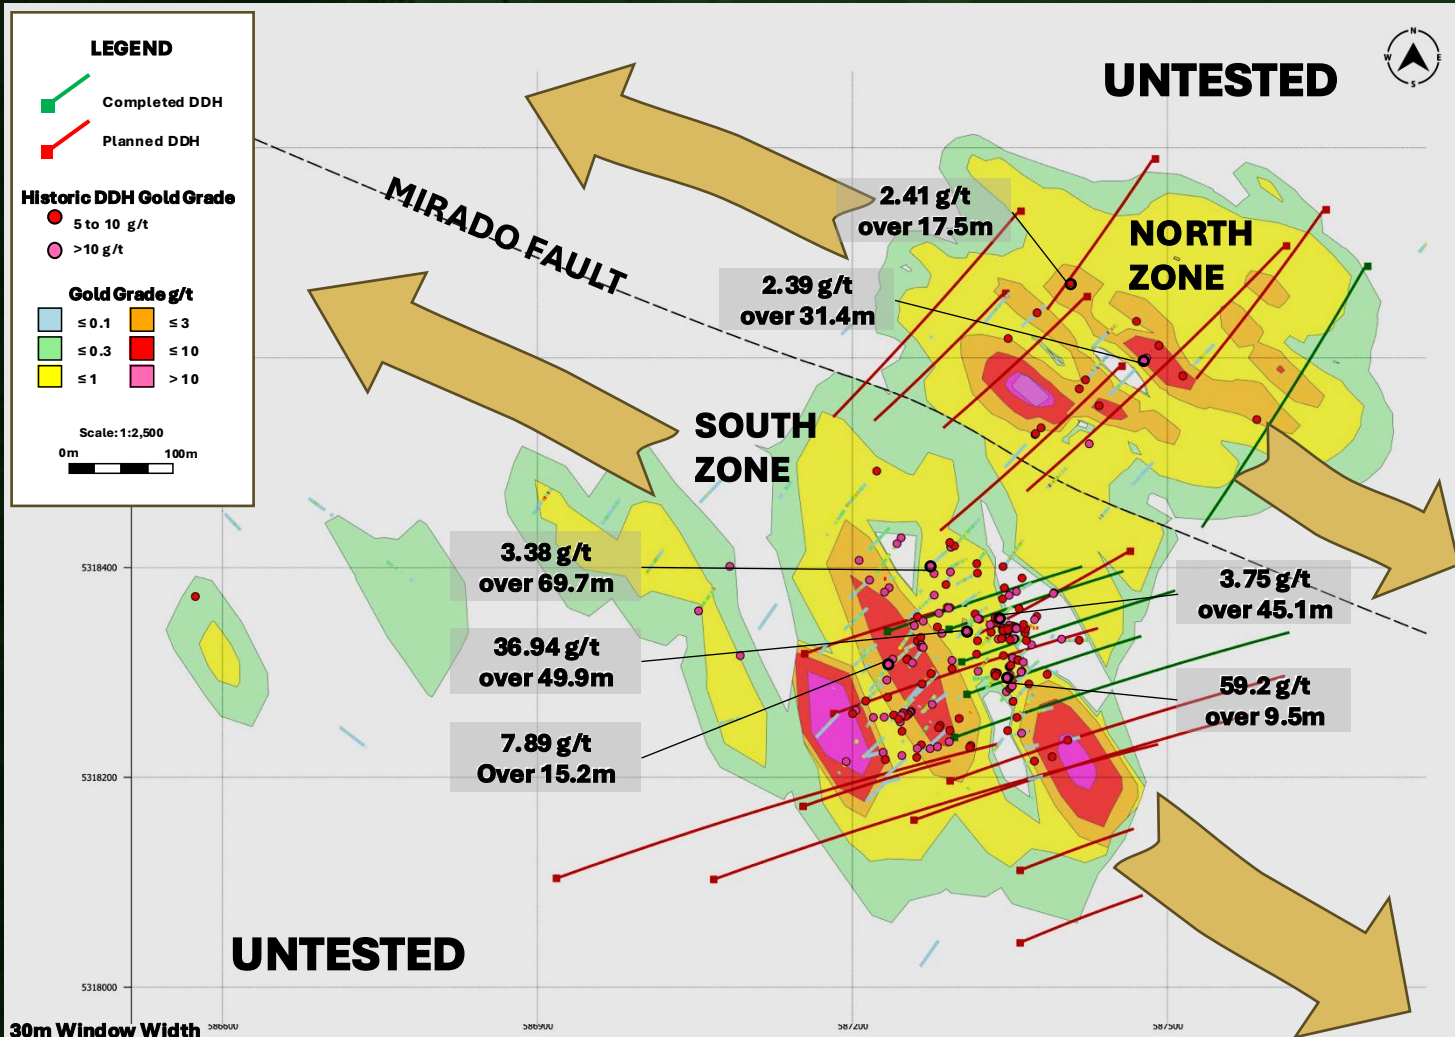 LEGEND
Completed DDH
Planned DDH
Historic DDH Gold Grade
5 to 10 g/t
>10 g/t
Gold Grade g/t
≤ 0.1
≤ 3
≤ 0.3
≤ 10
≤ 1
> 10
Scale: 1:2,500
0m 100m
UNTESTED
N
W E
S
MIRADO FAULT
2.41 g/t
over 17.5m
NORTH
ZONE
2.39 g/t
over 31.4m
SOUTH
ZONE
3.38 g/t
over 69.7m
3.75 g/t
over 45.1m
36.94 g/t
over 49.9m
59.2 g/t
over 9.5m
7.89 g/t
Over 15.2m
UNTESTED
5318400
5318200
5318000
586600
586900
587200
587500
30m Window Width